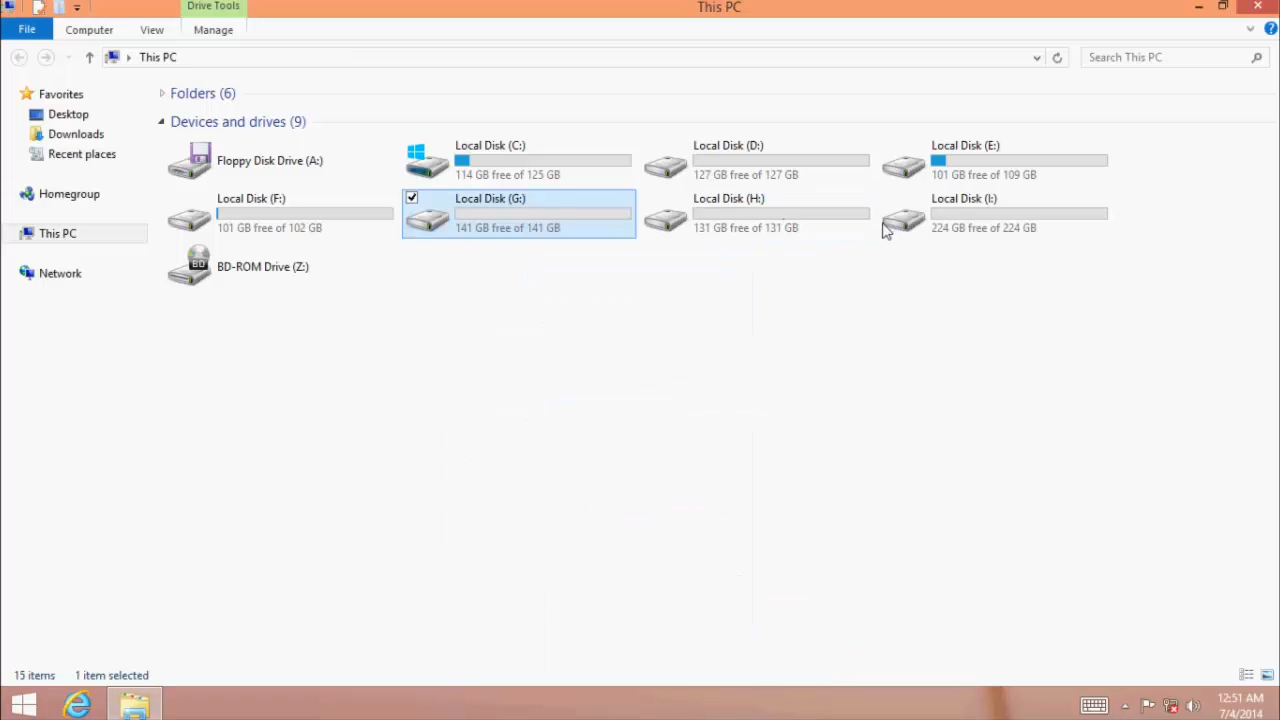 Drive Tools
This PC
File
Computer
View
Manage
This PC
Search This PC
Favorites
Desktop
Downloads
Recent places
Homegroup
This PC
Network
Folders (6)
Devices and drives (9)
Floppy Disk Drive (A:)
Local Disk (C:)
114 GB free of 125 GB
Local Disk (D:)
127 GB free of 127 GB
Local Disk (E:)
101 GB free of 109 GB
Local Disk (F:)
101 GB free of 102 GB
Local Disk (G:)
141 GB free of 141 GB
Local Disk (H:)
131 GB free of 131 GB
Local Disk (I:)
224 GB free of 224 GB
BD
BD-ROM Drive (Z:)
15 items
1 item selected
12:51 AM
7/4/2014